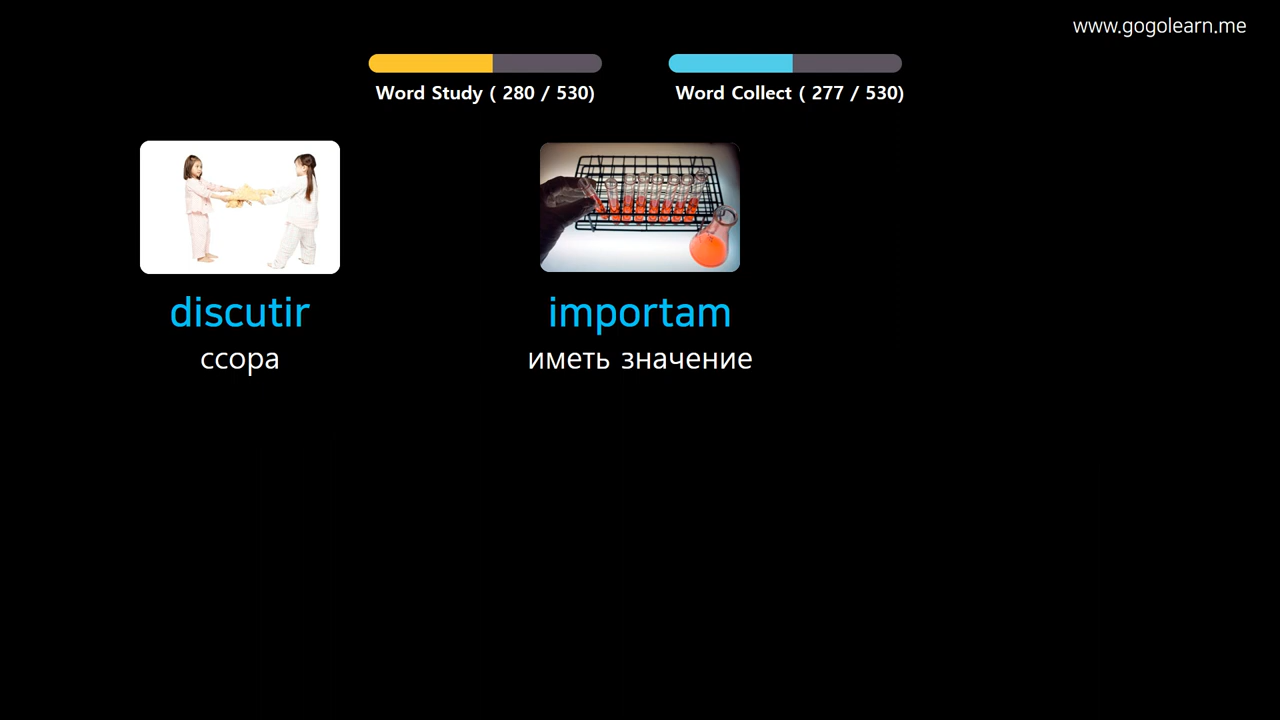 www.gogolearn.me
Word Study ( 280 / 530)
Word Collect ( 277 / 530)
discutir
ссора
importam
иметь значение